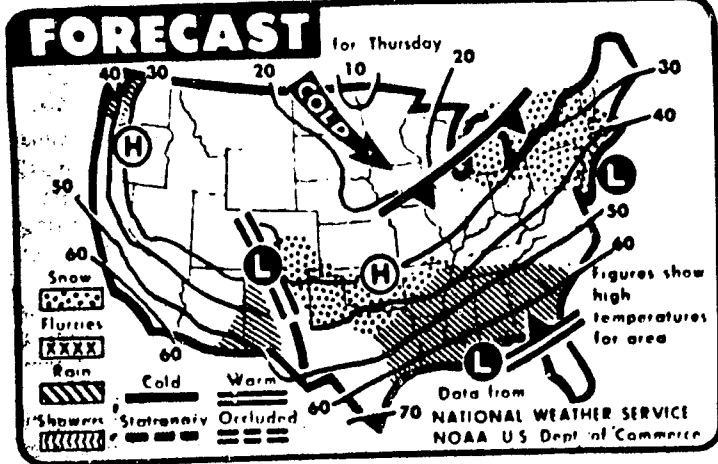 FORECAST
for Thursday
40 30 20 10 20 30
COLD
40
H
L
50
50
60
L
H
60
Snow
Figures show
high
temperatures
for area
Flurries
XXXX
60
Rain
Cold Warm
L
Data from
Showers Stationary Occluded
60 70
NATIONAL WEATHER SERVICE
NOAA U S Dept of Commerce